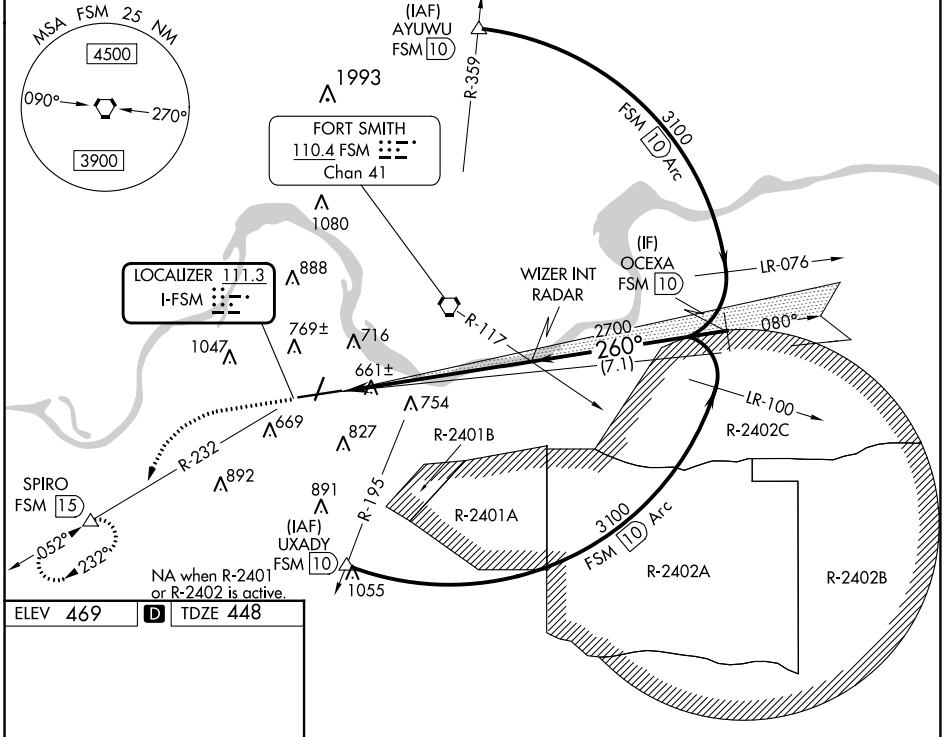 MSA FSM 25 NM
4500
090°
270°
3900
(IAF)
AYUWU
FSM 10
R-359
1993
FORT SMITH
110.4 FSM
Chan 41
3100
FSM 10 Arc
1080
(IF)
OCEXA
FSM 10
LR-076
LOCALIZER 111.3
I-FSM
888
WIZER INT
RADAR
R-117
2700
260°
(7.1)
080°
769±
716
1047
661±
754
LR-100
R-2402C
669
827
R-2401B
R-232
892
R-195
SPIRO
FSM 15
891
R-2401A
052°
232°
(IAF)
UXADY
FSM 10
3100
FSM 10 Arc
R-2402A
R-2402B
1055
NA when R-2401
or R-2402 is active.
ELEV 469
D
TDZE 448